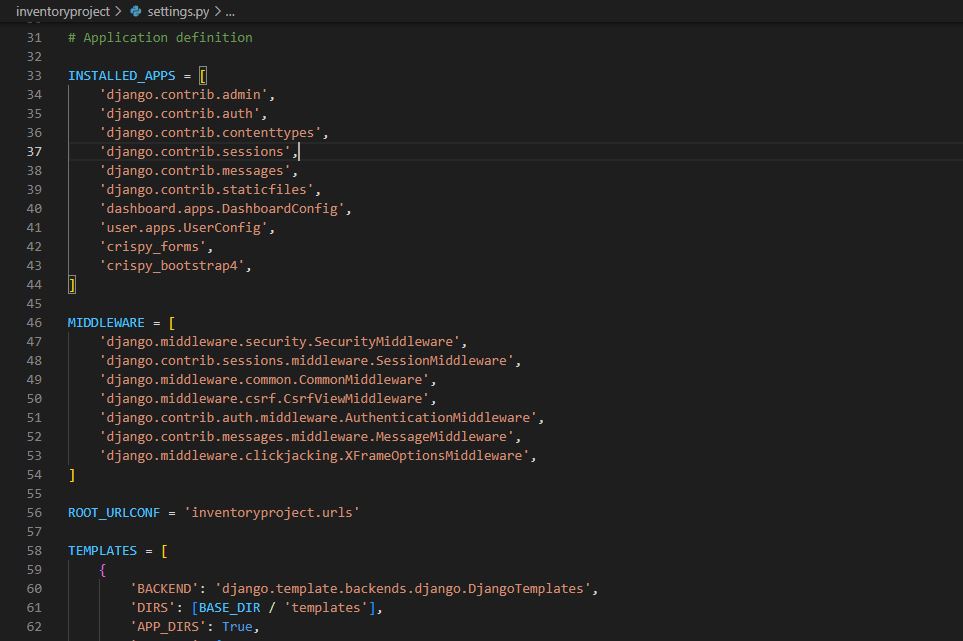 inventoryproject > settings.py > ...
31 # Application definition
32
33 INSTALLED_APPS = [
34     'django.contrib.admin',
35     'django.contrib.auth',
36     'django.contrib.contenttypes',
37     'django.contrib.sessions',
38     'django.contrib.messages',
39     'django.contrib.staticfiles',
40     'dashboard.apps.DashboardConfig',
41     'user.apps.UserConfig',
42     'crispy_forms',
43     'crispy_bootstrap4',
44 ]
45
46 MIDDLEWARE = [
47     'django.middleware.security.SecurityMiddleware',
48     'django.contrib.sessions.middleware.SessionMiddleware',
49     'django.middleware.common.CommonMiddleware',
50     'django.middleware.csrf.CsrfViewMiddleware',
51     'django.contrib.auth.middleware.AuthenticationMiddleware',
52     'django.contrib.messages.middleware.MessageMiddleware',
53     'django.middleware.clickjacking.XFrameOptionsMiddleware',
54 ]
55
56 ROOT_URLCONF = 'inventoryproject.urls'
57
58 TEMPLATES = [
59     {
60         'BACKEND': 'django.template.backends.django.DjangoTemplates',
61         'DIRS': [BASE_DIR / 'templates'],
62         'APP_DIRS': True,